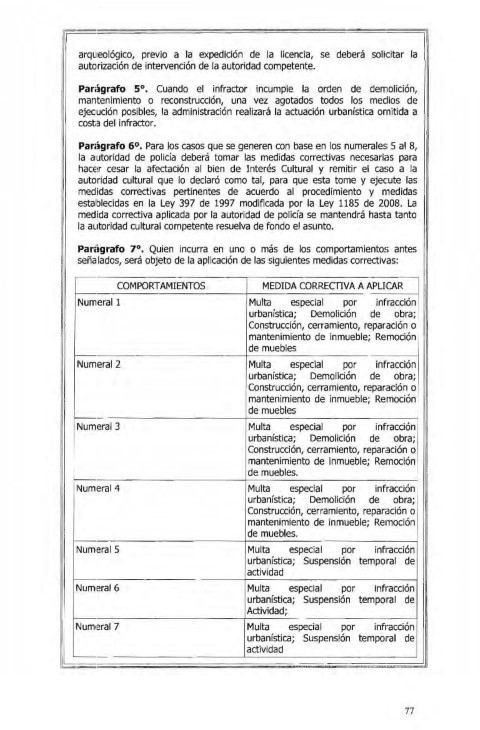 arqueológico, previo a la expedición de la licencia, se deberá solicitar la
autorización de intervención de la autoridad competente.
Parágrafo 5°. Cuando el infractor incumple la orden de demolición,
mantenimiento o reconstrucción, una vez agotados todos los medios de
ejecución posibles, la administración realizará la actuación urbanística omitida a
costa del infractor.
Parágrafo 6º. Para los casos que se generen con base en los numerales 5 al 8,
la autoridad de policía deberá tomar las medidas correctivas necesarias para
hacer cesar la afectación al bien de Interés Cultural y remitir el caso a la
autoridad cultural que lo declaró como tal, para que esta tome y ejecute las
medidas correctivas pertinentes de acuerdo al procedimiento y medidas
establecidas en la Ley 397 de 1997 modificada por la Ley 1185 de 2008. La
medida correctiva aplicada por la autoridad de policía se mantendrá hasta tanto
la autoridad cultural competente resuelva de fondo el asunto.
Parágrafo 7°. Quien incurra en uno o más de los comportamientos antes
señalados, será objeto de la aplicación de las siguientes medidas correctivas:
COMPORTAMIENTOS MEDIDA CORRECTIVA A APLICAR
Numeral 1 Multa especial por infracción
urbanística; Demolición de obra;
Construcción, cerramiento, reparación o
mantenimiento de inmueble; Remoción
de muebles
Numeral 2 Multa especial por infracción
urbanística; Demolición de obra;
Construcción, cerramiento, reparación o
mantenimiento de inmueble; Remoción
de muebles
Numeral 3 Multa especial por infracción
urbanística; Demolición de obra;
Construcción, cerramiento, reparación o
mantenimiento de inmueble; Remoción
de muebles.
Numeral 4 Multa especial por infracción
urbanística; Demolición de obra;
Construcción, cerramiento, reparación o
mantenimiento de inmueble; Remoción
de muebles.
Numeral 5 Multa especial por infracción
urbanística; Suspensión temporal de
actividad
Numeral 6 Multa especial por infracción
urbanística; Suspensión temporal de
Actividad;
Numeral 7 Multa especial por infracción
urbanística; Suspensión temporal de
actividad
77